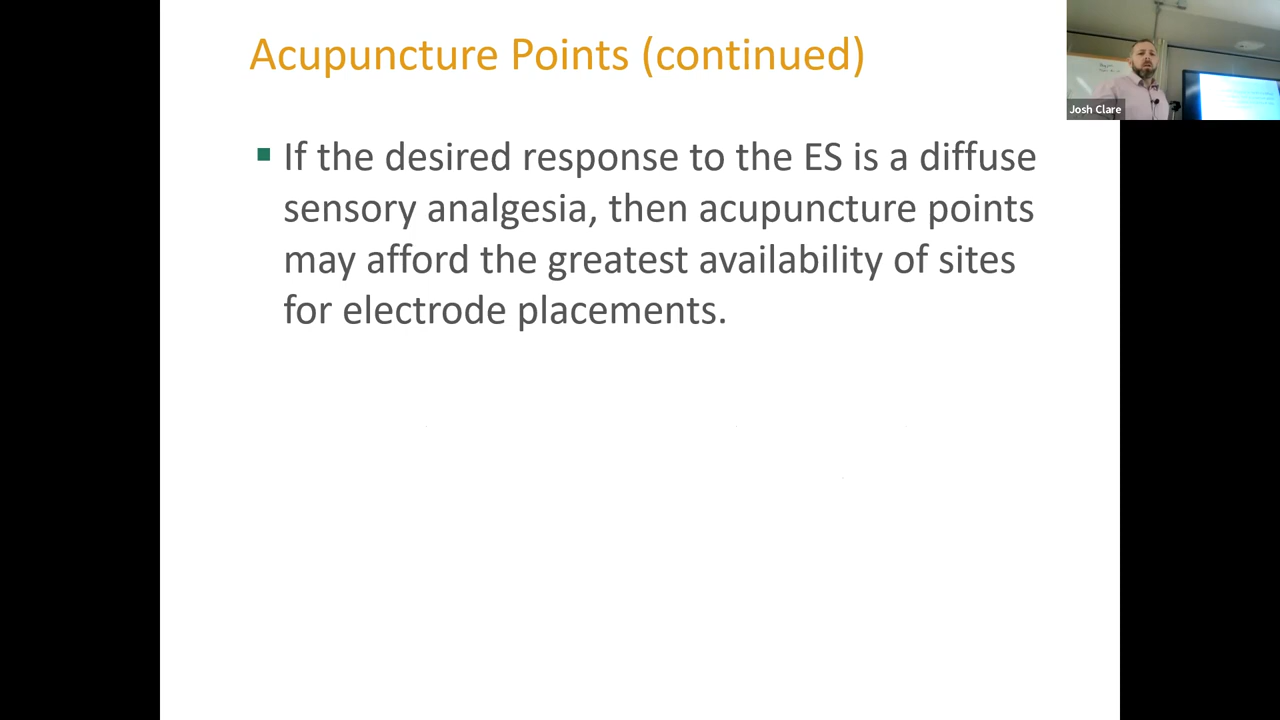 Acupuncture Points (continued)
If the desired response to the ES is a diffuse
sensory analgesia, then acupuncture points
may afford the greatest availability of sites
for electrode placements.
Josh Clare